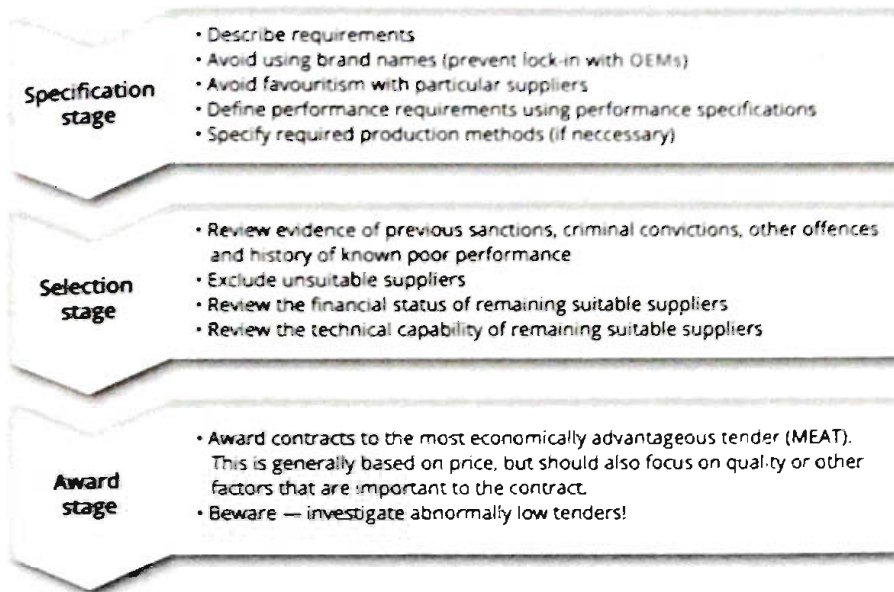 Specification
stage
• Describe requirements
• Avoid using brand names (prevent lock-in with OEMs)
• Avoid favouritism with particular suppliers
• Define performance requirements using performance specifications
• Specify required production methods (if neccessary)
Selection
stage
• Review evidence of previous sanctions, criminal convictions, other offences
and history of known poor performance
• Exclude unsuitable suppliers
• Review the financial status of remaining suitable suppliers
• Review the technical capability of remaining suitable suppliers
Award
stage
• Award contracts to the most economically advantageous tender (MEAT).
This is generally based on price, but should also focus on quality or other
factors that are important to the contract.
• Beware — investigate abnormally low tenders!